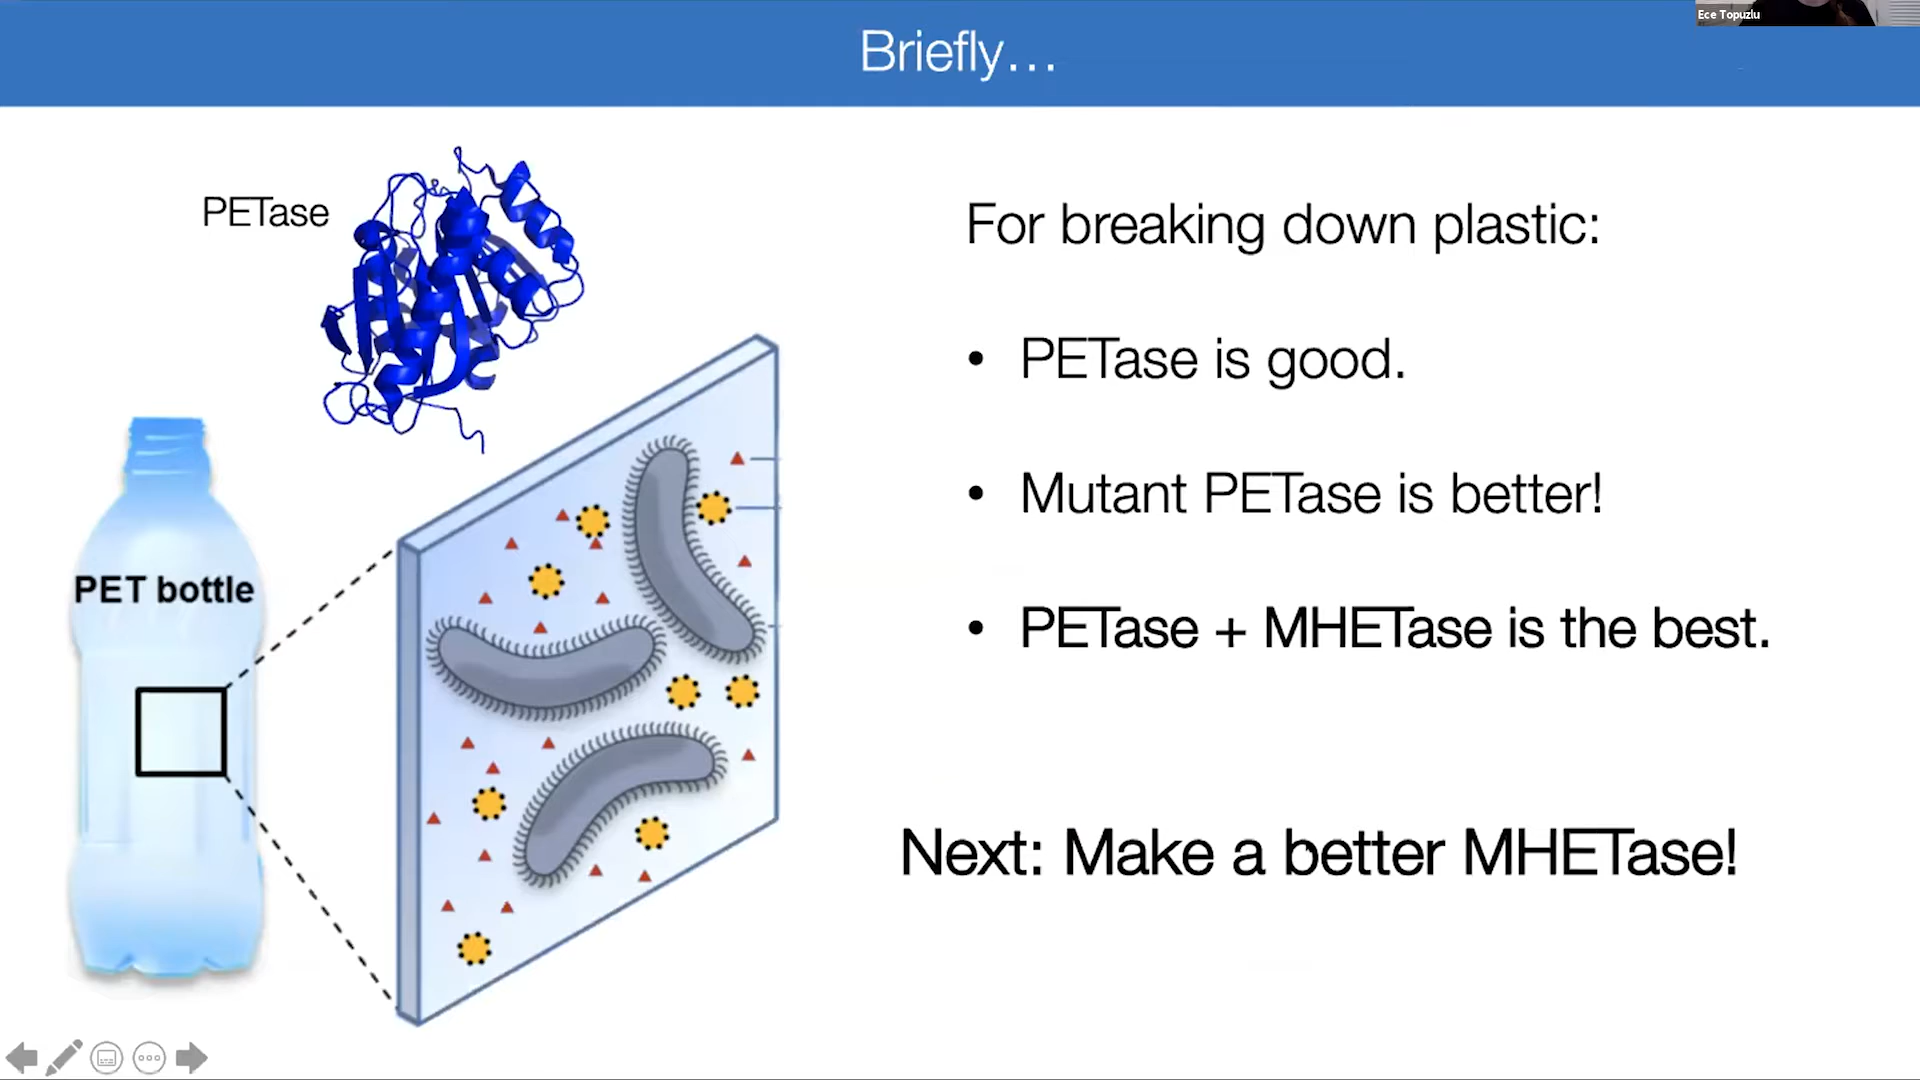 Ece Topuzlu
Briefly…
PETase
PET bottle
For breaking down plastic:
• PETase is good.
• Mutant PETase is better!
• PETase + MHETase is the best.
Next: Make a better MHETase!